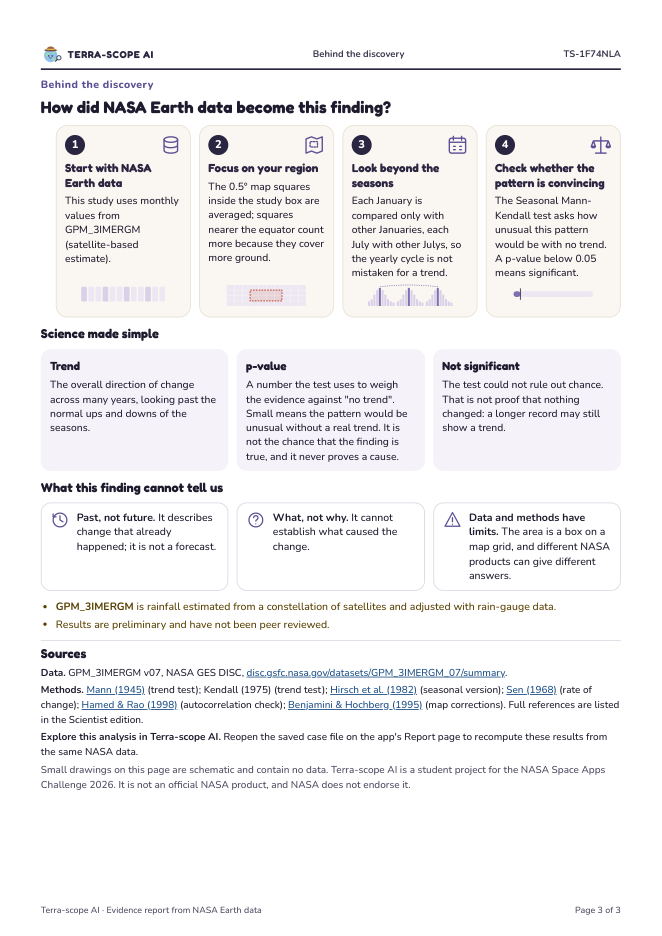 TERRA-SCOPE AI
Behind the discovery
TS-1F74NLA
Behind the discovery
How did NASA Earth data become this finding?
1
Start with NASA
Earth data
This study uses monthly
values from
GPM_3IMERGM
(satellite-based
estimate).
2
Focus on your region
The 0.5° map squares
inside the study box are
averaged; squares
nearer the equator count
more because they cover
more ground.
3
Look beyond the
seasons
Each January is
compared only with
other Januaries, each
July with other Julys, so
the yearly cycle is not
mistaken for a trend.
4
Check whether the
pattern is convincing
The Seasonal Mann-
Kendall test asks how
unusual this pattern
would be with no trend.
A p-value below 0.05
means significant.
Science made simple
Trend
The overall direction of change
across many years, looking past the
normal ups and downs of the
seasons.
p-value
A number the test uses to weigh
the evidence against "no trend".
Small means the pattern would be
unusual without a real trend. It is
not the chance that the finding is
true, and it never proves a cause.
Not significant
The test could not rule out chance.
That is not proof that nothing
changed: a longer record may still
show a trend.
What this finding cannot tell us
Past, not future. It describes
change that already
happened; it is not a forecast.
What, not why. It cannot
establish what caused the
change.
Data and methods have
limits. The area is a box on a
map grid, and different NASA
products can give different
answers.
• GPM_3IMERGM is rainfall estimated from a constellation of satellites and adjusted with rain-gauge data.
• Results are preliminary and have not been peer reviewed.
Sources
Data. GPM_3IMERGM v07, NASA GES DISC, disc.gsfc.nasa.gov/datasets/GPM_3IMERGM_07/summary.
Methods. Mann (1945) (trend test); Kendall (1975) (trend test); Hirsch et al. (1982) (seasonal version); Sen (1968) (rate of
change); Hamed & Rao (1998) (autocorrelation check); Benjamini & Hochberg (1995) (map corrections). Full references are listed
in the Scientist edition.
Explore this analysis in Terra-scope AI. Reopen the saved case file on the app's Report page to recompute these results from
the same NASA data.
Small drawings on this page are schematic and contain no data. Terra-scope AI is a student project for the NASA Space Apps
Challenge 2026. It is not an official NASA product, and NASA does not endorse it.
Terra-scope AI · Evidence report from NASA Earth data
Page 3 of 3